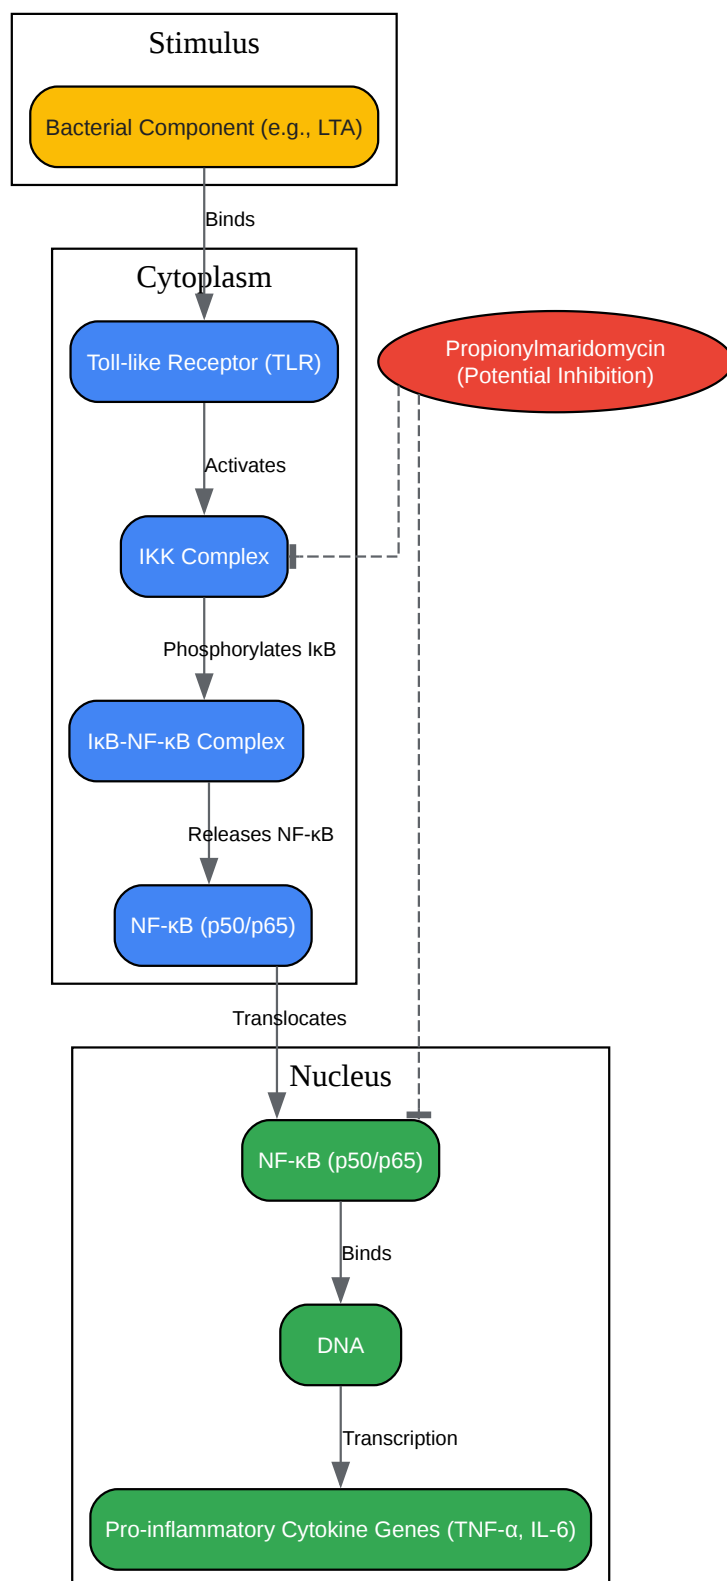 Stimulus
Bacterial Component (e.g., LTA)
Binds
Cytoplasm
Toll-like Receptor (TLR)
Propionylmaridomycin
(Potential Inhibition)
Activates
IKK Complex
Phosphorylates IκB
IκB-NF-κB Complex
Releases NF-κB
NF-κB (p50/p65)
Translocates
Nucleus
NF-κB (p50/p65)
Binds
DNA
Transcription
Pro-inflammatory Cytokine Genes (TNF-α, IL-6)